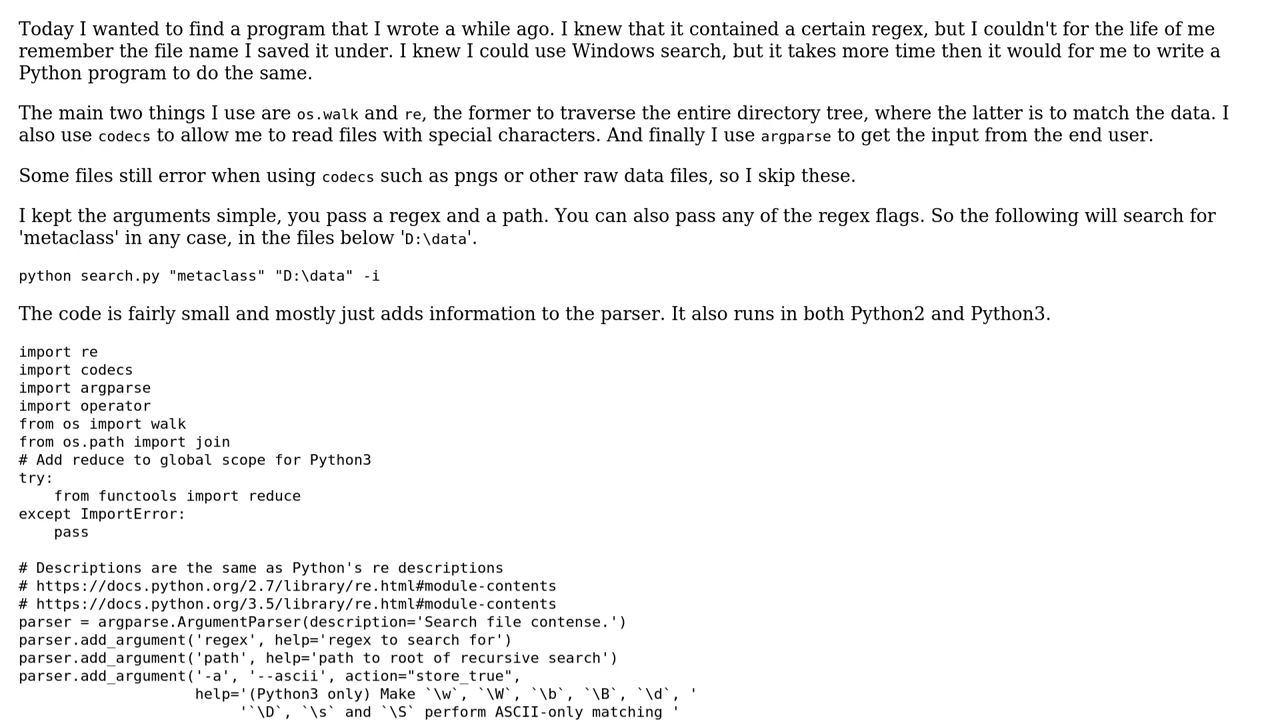 Today I wanted to find a program that I wrote a while ago. I knew that it contained a certain regex, but I couldn't for the life of me
remember the file name I saved it under. I knew I could use Windows search, but it takes more time then it would for me to write a
Python program to do the same.
The main two things I use are os.walk and re, the former to traverse the entire directory tree, where the latter is to match the data. I
also use codecs to allow me to read files with special characters. And finally I use argparse to get the input from the end user.
Some files still error when using codecs such as pngs or other raw data files, so I skip these.
I kept the arguments simple, you pass a regex and a path. You can also pass any of the regex flags. So the following will search for
'metaclass' in any case, in the files below 'D:\data'.
python search.py "metaclass" "D:\data" -i
The code is fairly small and mostly just adds information to the parser. It also runs in both Python2 and Python3.
import re
import codecs
import argparse
import operator
from os import walk
from os.path import join
# Add reduce to global scope for Python3
try:
    from functools import reduce
except ImportError:
    pass
# Descriptions are the same as Python's re descriptions
# https://docs.python.org/2.7/library/re.html#module-contents
# https://docs.python.org/3.5/library/re.html#module-contents
parser = argparse.ArgumentParser(description='Search file contense.')
parser.add_argument('regex', help='regex to search for')
parser.add_argument('path', help='path to root of recursive search')
parser.add_argument('-a', '--ascii', action="store_true",
                    help='(Python3 only) Make `\w`, `\W`, `\b`, `\B`, `\d`, '
                         '`\D`, `\s` and `\S` perform ASCII-only matching '